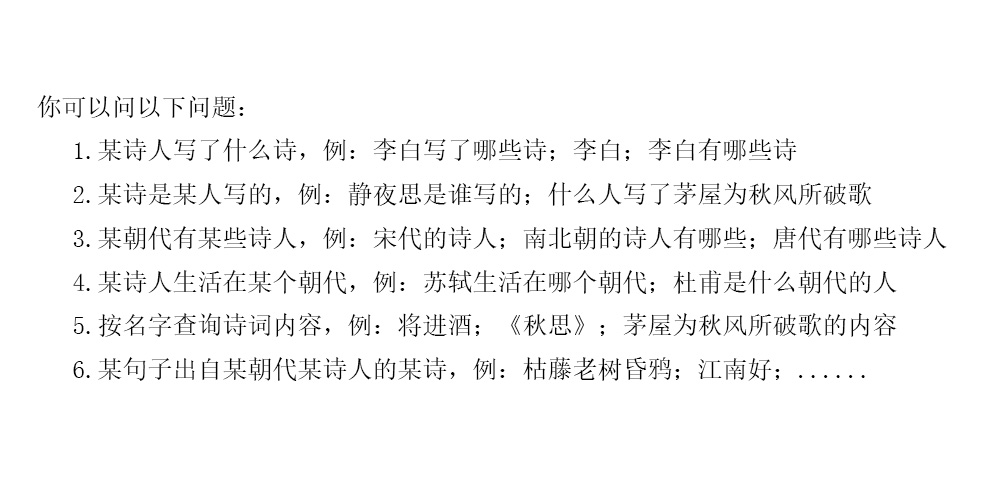 你可以问以下问题：
1.某诗人写了什么诗，例：李白写了哪些诗；李白；李白有哪些诗
2.某诗是某人写的，例：静夜思是谁写的；什么人写了茅屋为秋风所破歌
3.某朝代有某些诗人，例：宋代的诗人；南北朝的诗人有哪些；唐代有哪些诗人
4.某诗人生活在某个朝代，例：苏轼生活在哪个朝代；杜甫是什么朝代的人
5.按名字查询诗词内容，例：将进酒；《秋思》；茅屋为秋风所破歌的内容
6.某句子出自某朝代某诗人的某诗，例：枯藤老树昏鸦；江南好；......